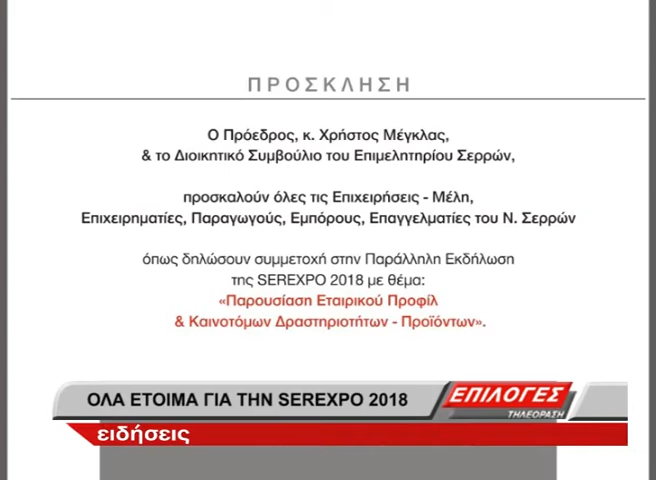 ΠΡΟΣΚΛΗΣΗ
Ο Πρόεδρος, κ. Χρήστος Μέγκλας,
& το Διοικητικό Συμβούλιο του Επιμελητηρίου Σερρών,
προσκαλούν όλες τις Επιχειρήσεις - Μέλη,
Επιχειρηματίες, Παραγωγούς, Εμπόρους, Επαγγελματίες του Ν. Σερρών
όπως δηλώσουν συμμετοχή στην Παράλληλη Εκδήλωση
της SEREXPO 2018 με θέμα:
«Παρουσίαση Εταιρικού Προφίλ
& Καινοτόμων Δραστηριοτήτων - Προϊόντων».
ΟΛΑ ΕΤΟΙΜΑ ΓΙΑ ΤΗΝ SEREXPO 2018
ΕΠΙΛΟΓΕΣ
ΤΗΛΕΟΡΑΣΗ
ειδήσεις